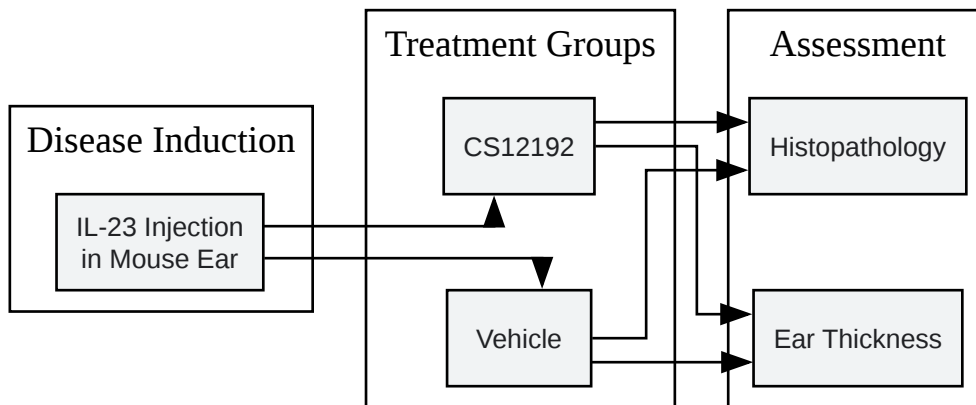 Disease Induction
IL-23 Injection
in Mouse Ear
Treatment Groups
CS12192
Vehicle
Assessment
Histopathology
Ear Thickness